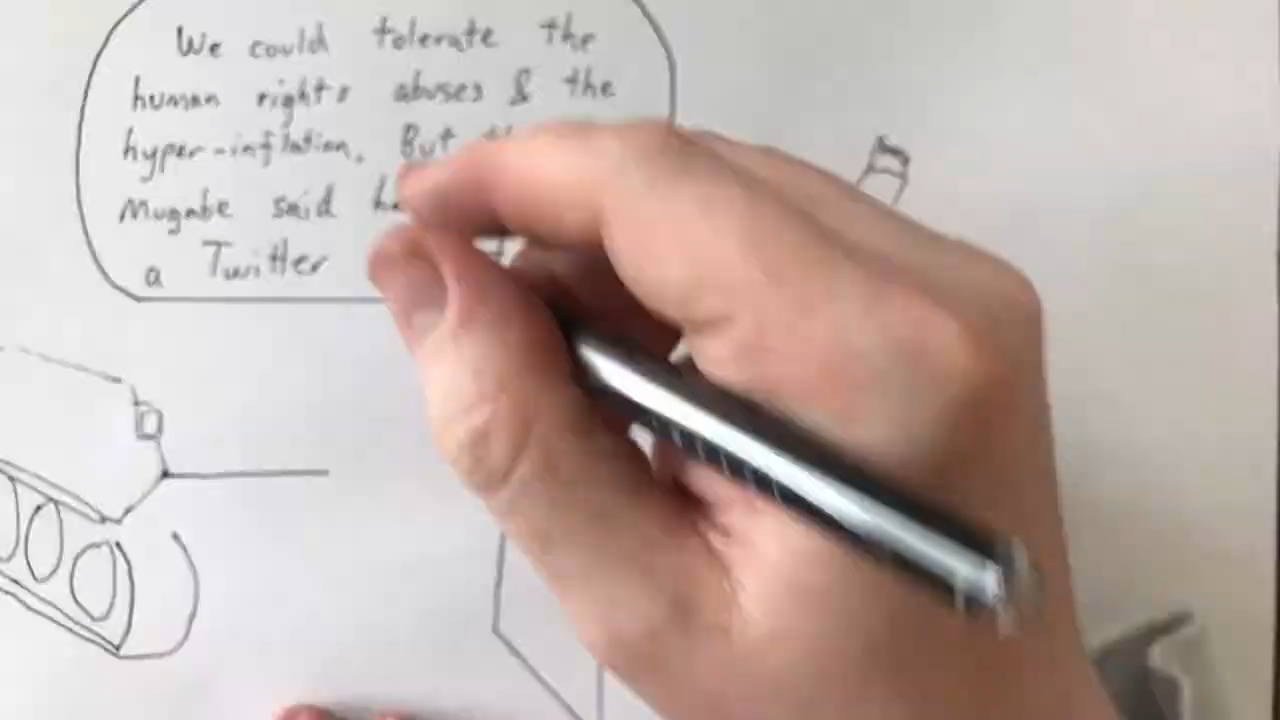 We could tolerate the
human rights abuses & the
hyper-inflation. But
Mugabe said
a Twitter